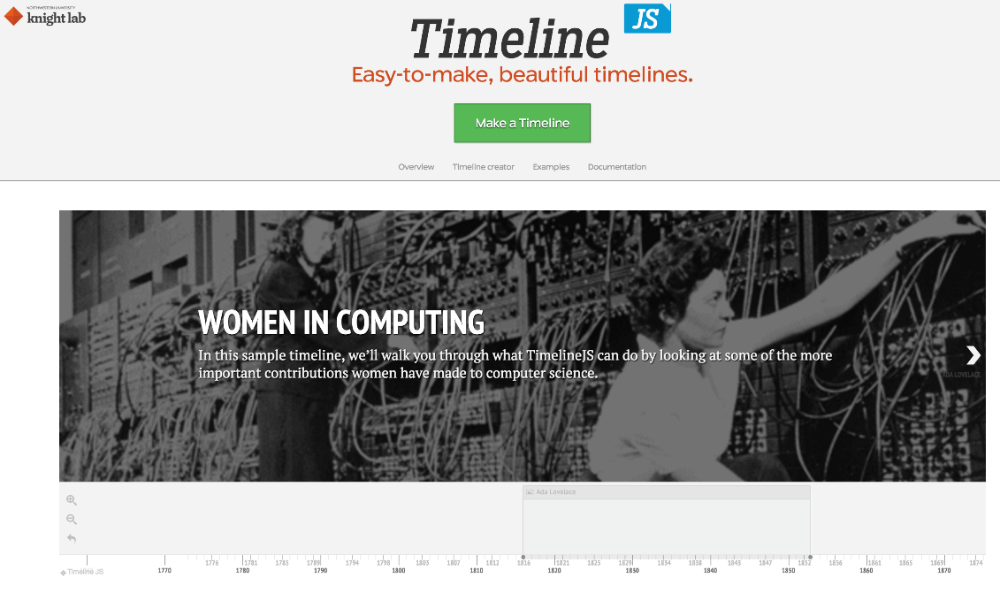 NORTHWESTERN UNIVERSITY
knight lab
Timeline JS
Easy-to-make, beautiful timelines.
Make a Timeline
Overview Timeline creator Examples Documentation
WOMEN IN COMPUTING
In this sample timeline, we'll walk you through what TimelineJS can do by looking at some of the more
important contributions women have made to computer science.
ADA LOVELACE
Ada Lovelace
1776 1781 1785 1789 1794 1798 1803 1807 1812 1816 1821 1825 1829 1834 1838 1843 1847 1852 1856 1861 1865 1869 1874
Timeline JS
1770 1780 1790 1800 1810 1820 1830 1840 1850 1860 1870